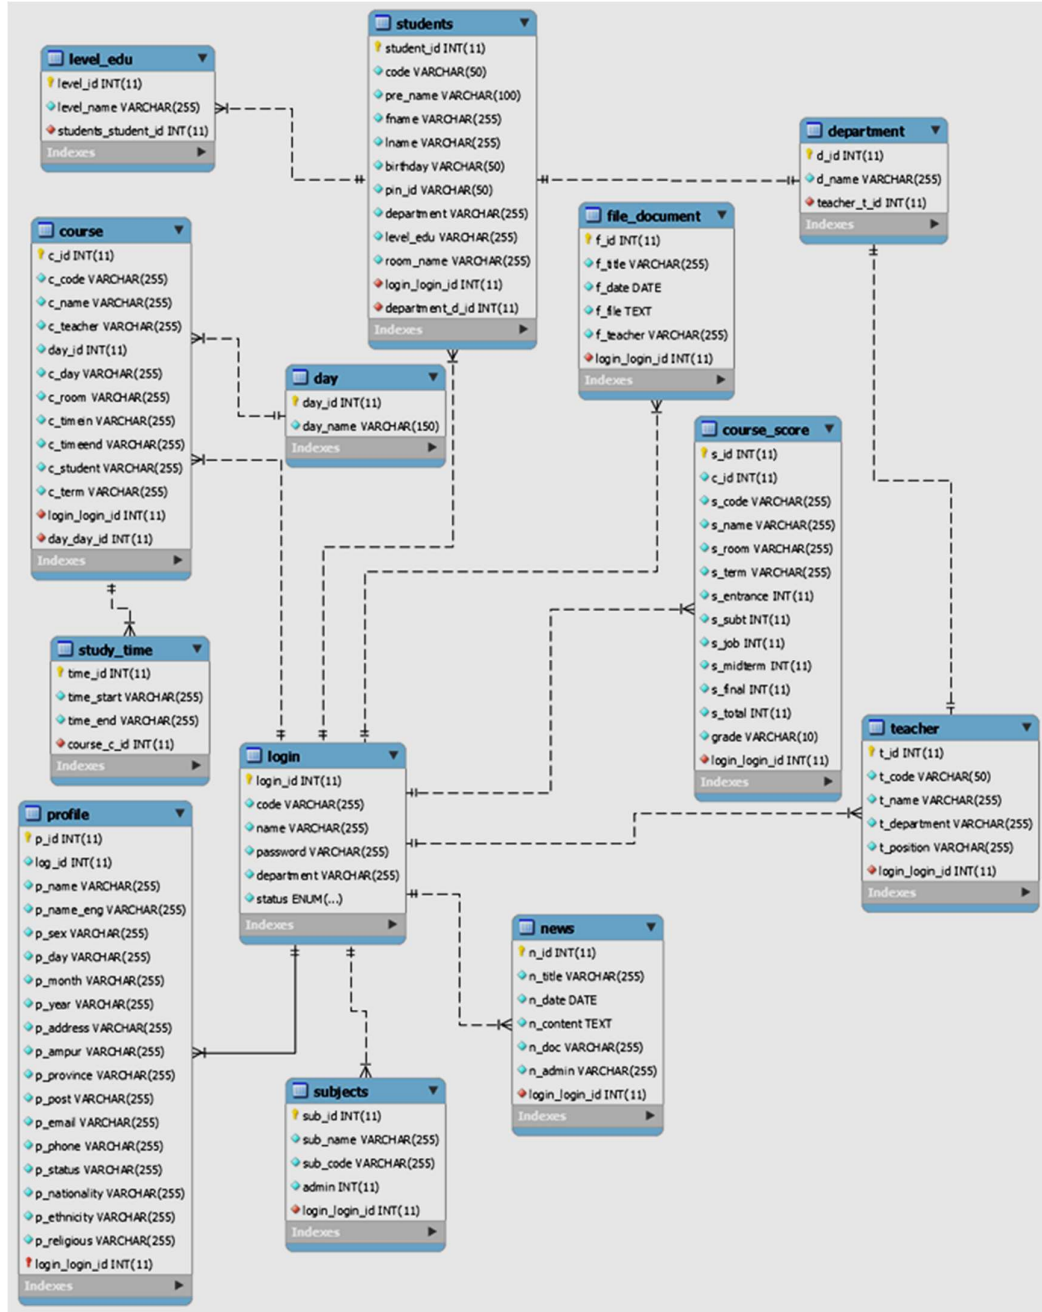 students
student_id INT(11)
code VARCHAR(50)
pre_name VARCHAR(100)
fname VARCHAR(255)
lname VARCHAR(255)
birthday VARCHAR(50)
pin_id VARCHAR(50)
department VARCHAR(255)
level_edu VARCHAR(255)
room_name VARCHAR(255)
login_login_id INT(11)
department_d_id INT(11)
Indexes
level_edu
level_id INT(11)
level_name VARCHAR(255)
students_student_id INT(11)
Indexes
department
d_id INT(11)
d_name VARCHAR(255)
teacher_t_id INT(11)
Indexes
file_document
f_id INT(11)
f_title VARCHAR(255)
f_date DATE
f_file TEXT
f_teacher VARCHAR(255)
login_login_id INT(11)
Indexes
course
c_id INT(11)
c_code VARCHAR(255)
c_name VARCHAR(255)
c_teacher VARCHAR(255)
day_id INT(11)
c_day VARCHAR(255)
c_room VARCHAR(255)
c_timein VARCHAR(255)
c_timeend VARCHAR(255)
c_student VARCHAR(255)
c_term VARCHAR(255)
login_login_id INT(11)
day_day_id INT(11)
Indexes
day
day_id INT(11)
day_name VARCHAR(150)
Indexes
course_score
s_id INT(11)
c_id INT(11)
s_code VARCHAR(255)
s_name VARCHAR(255)
s_room VARCHAR(255)
s_term VARCHAR(255)
s_entrance INT(11)
s_subt INT(11)
s_job INT(11)
s_midterm INT(11)
s_final INT(11)
s_total INT(11)
grade VARCHAR(10)
login_login_id INT(11)
Indexes
study_time
time_id INT(11)
time_start VARCHAR(255)
time_end VARCHAR(255)
course_c_id INT(11)
Indexes
teacher
t_id INT(11)
t_code VARCHAR(50)
t_name VARCHAR(255)
t_department VARCHAR(255)
t_position VARCHAR(255)
login_login_id INT(11)
Indexes
login
login_id INT(11)
code VARCHAR(255)
name VARCHAR(255)
password VARCHAR(255)
department VARCHAR(255)
status ENUM(...)
Indexes
profile
p_id INT(11)
log_id INT(11)
p_name VARCHAR(255)
p_name_eng VARCHAR(255)
p_sex VARCHAR(255)
p_day VARCHAR(255)
p_month VARCHAR(255)
p_year VARCHAR(255)
p_address VARCHAR(255)
p_ampur VARCHAR(255)
p_province VARCHAR(255)
p_post VARCHAR(255)
p_email VARCHAR(255)
p_phone VARCHAR(255)
p_status VARCHAR(255)
p_nationality VARCHAR(255)
p_ethnicity VARCHAR(255)
p_religious VARCHAR(255)
login_login_id INT(11)
Indexes
news
n_id INT(11)
n_title VARCHAR(255)
n_date DATE
n_content TEXT
n_doc VARCHAR(255)
n_admin VARCHAR(255)
login_login_id INT(11)
Indexes
subjects
sub_id INT(11)
sub_name VARCHAR(255)
sub_code VARCHAR(255)
admin INT(11)
login_login_id INT(11)
Indexes